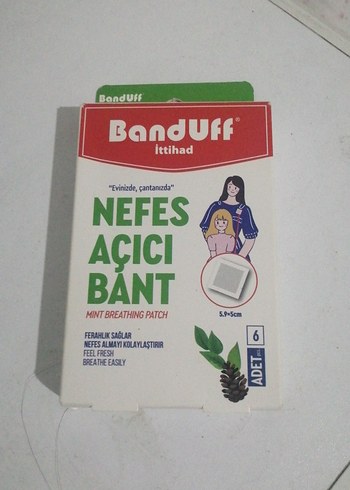 BandUff
BandUff®
İttihad
"Evinizde, çantanızda"
NEFES
AÇICI
BANT
MINT BREATHING PATCH
5.9*5cm
FERAHLIK SAĞLAR
NEFES ALMAYI KOLAYLAŞTIRIR
FEEL FRESH
BREATHE EASILY
6
ADET